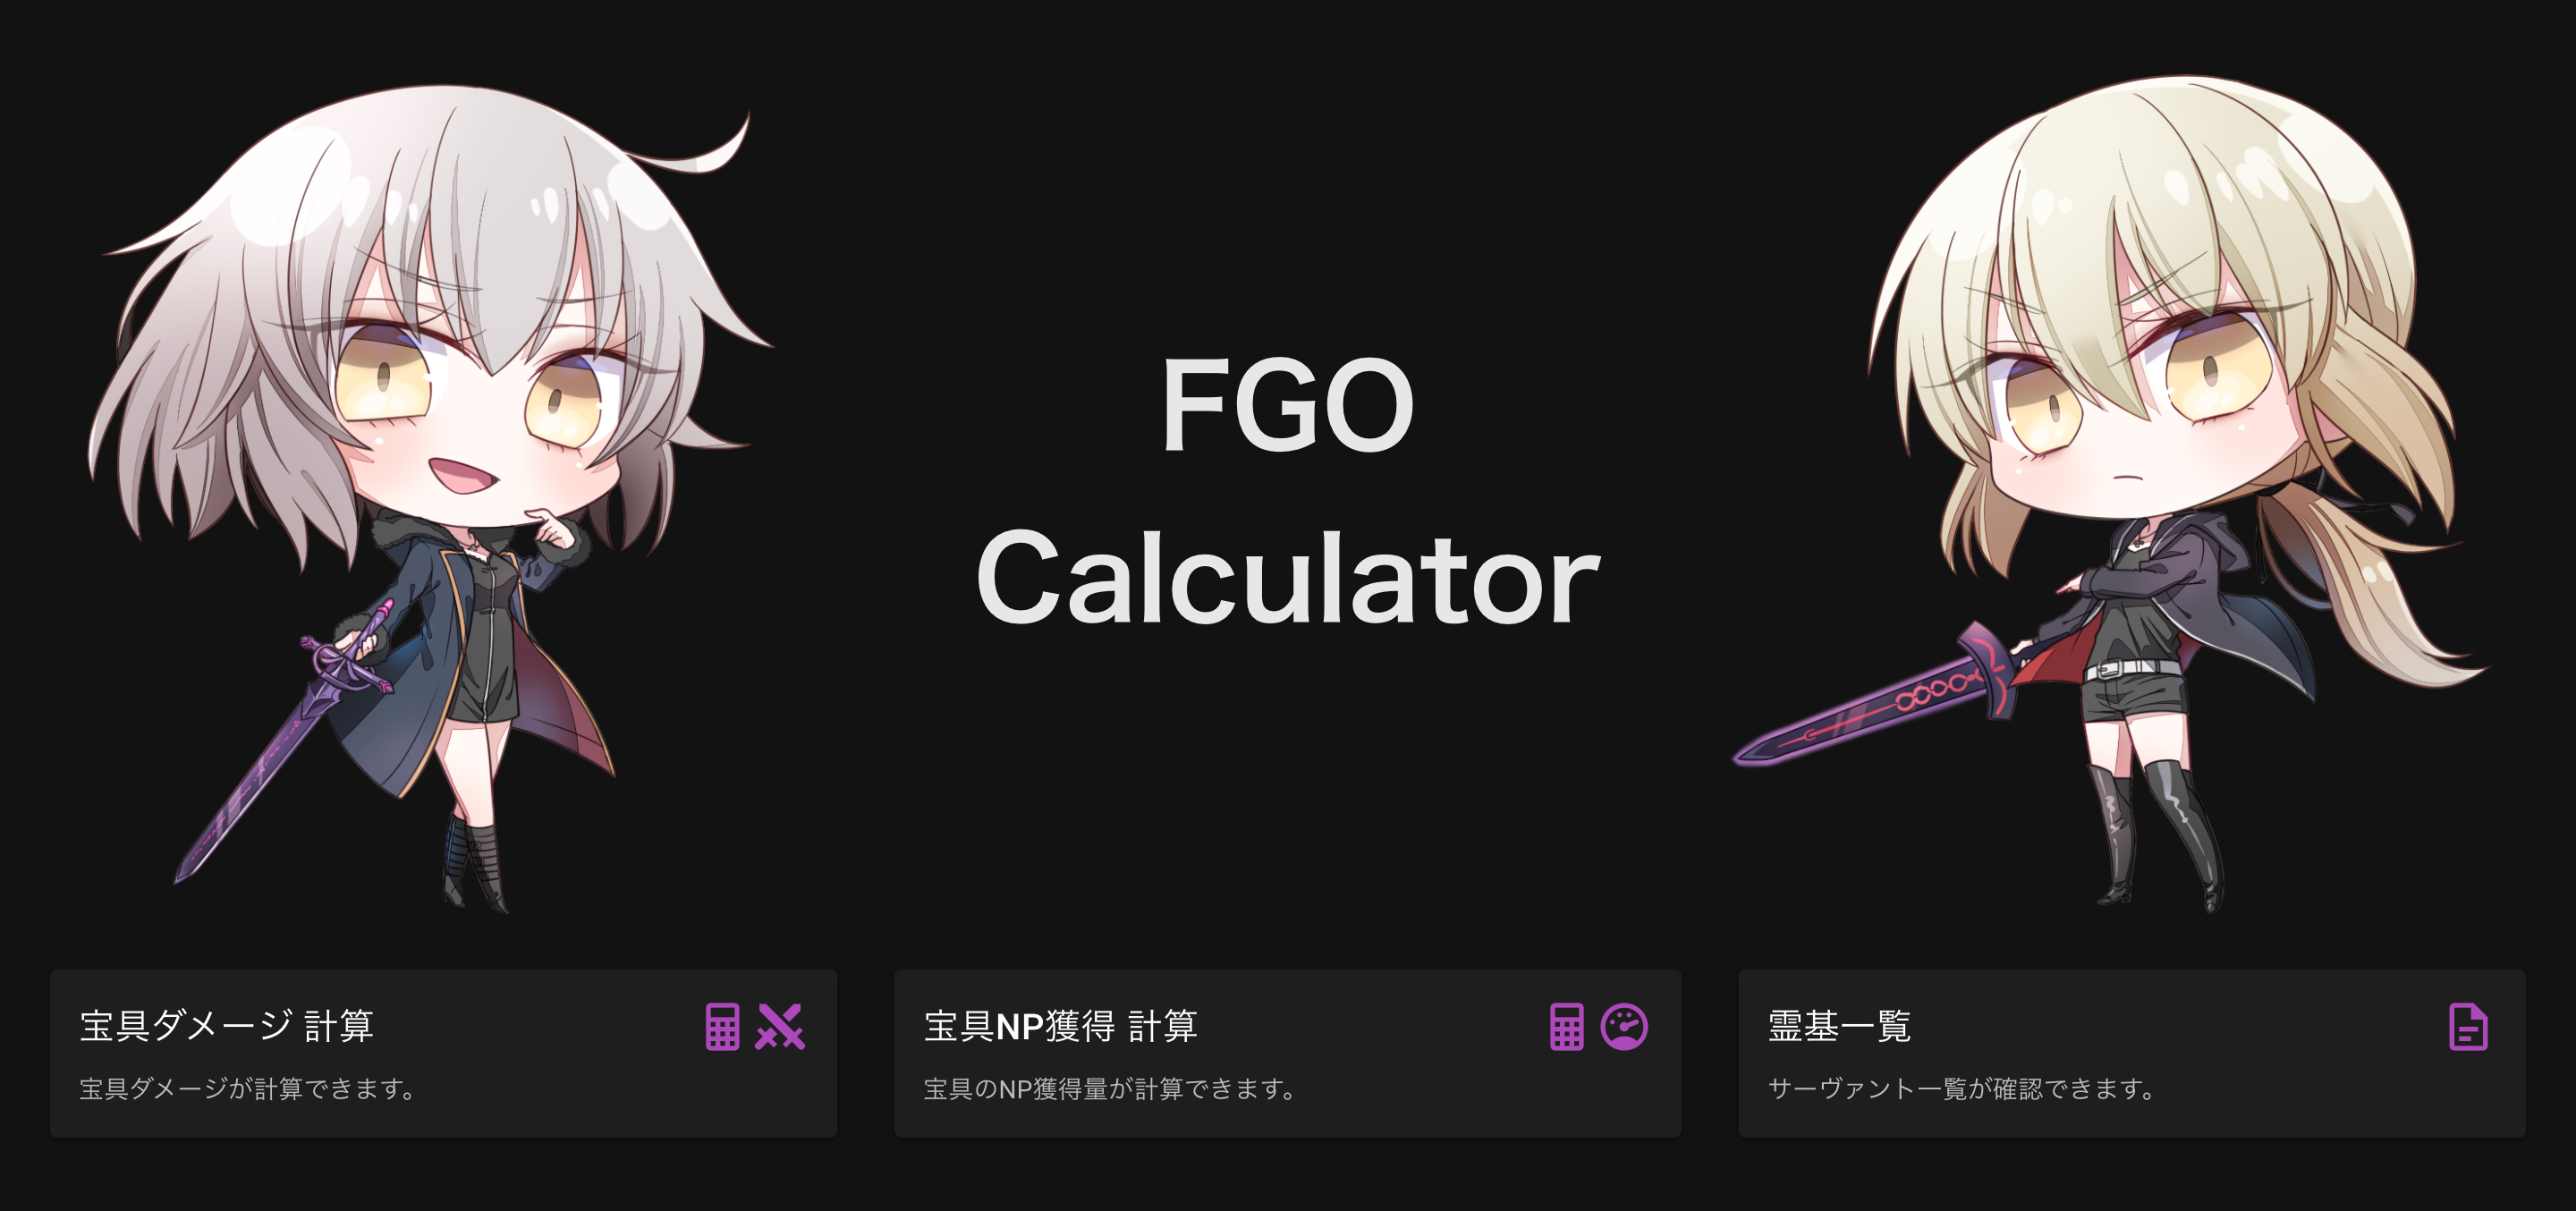 FGO
Calculator
宝具ダメージ 計算
宝具ダメージが計算できます。
宝具NP獲得 計算
宝具のNP獲得量が計算できます。
霊基一覧
サーヴァント一覧が確認できます。